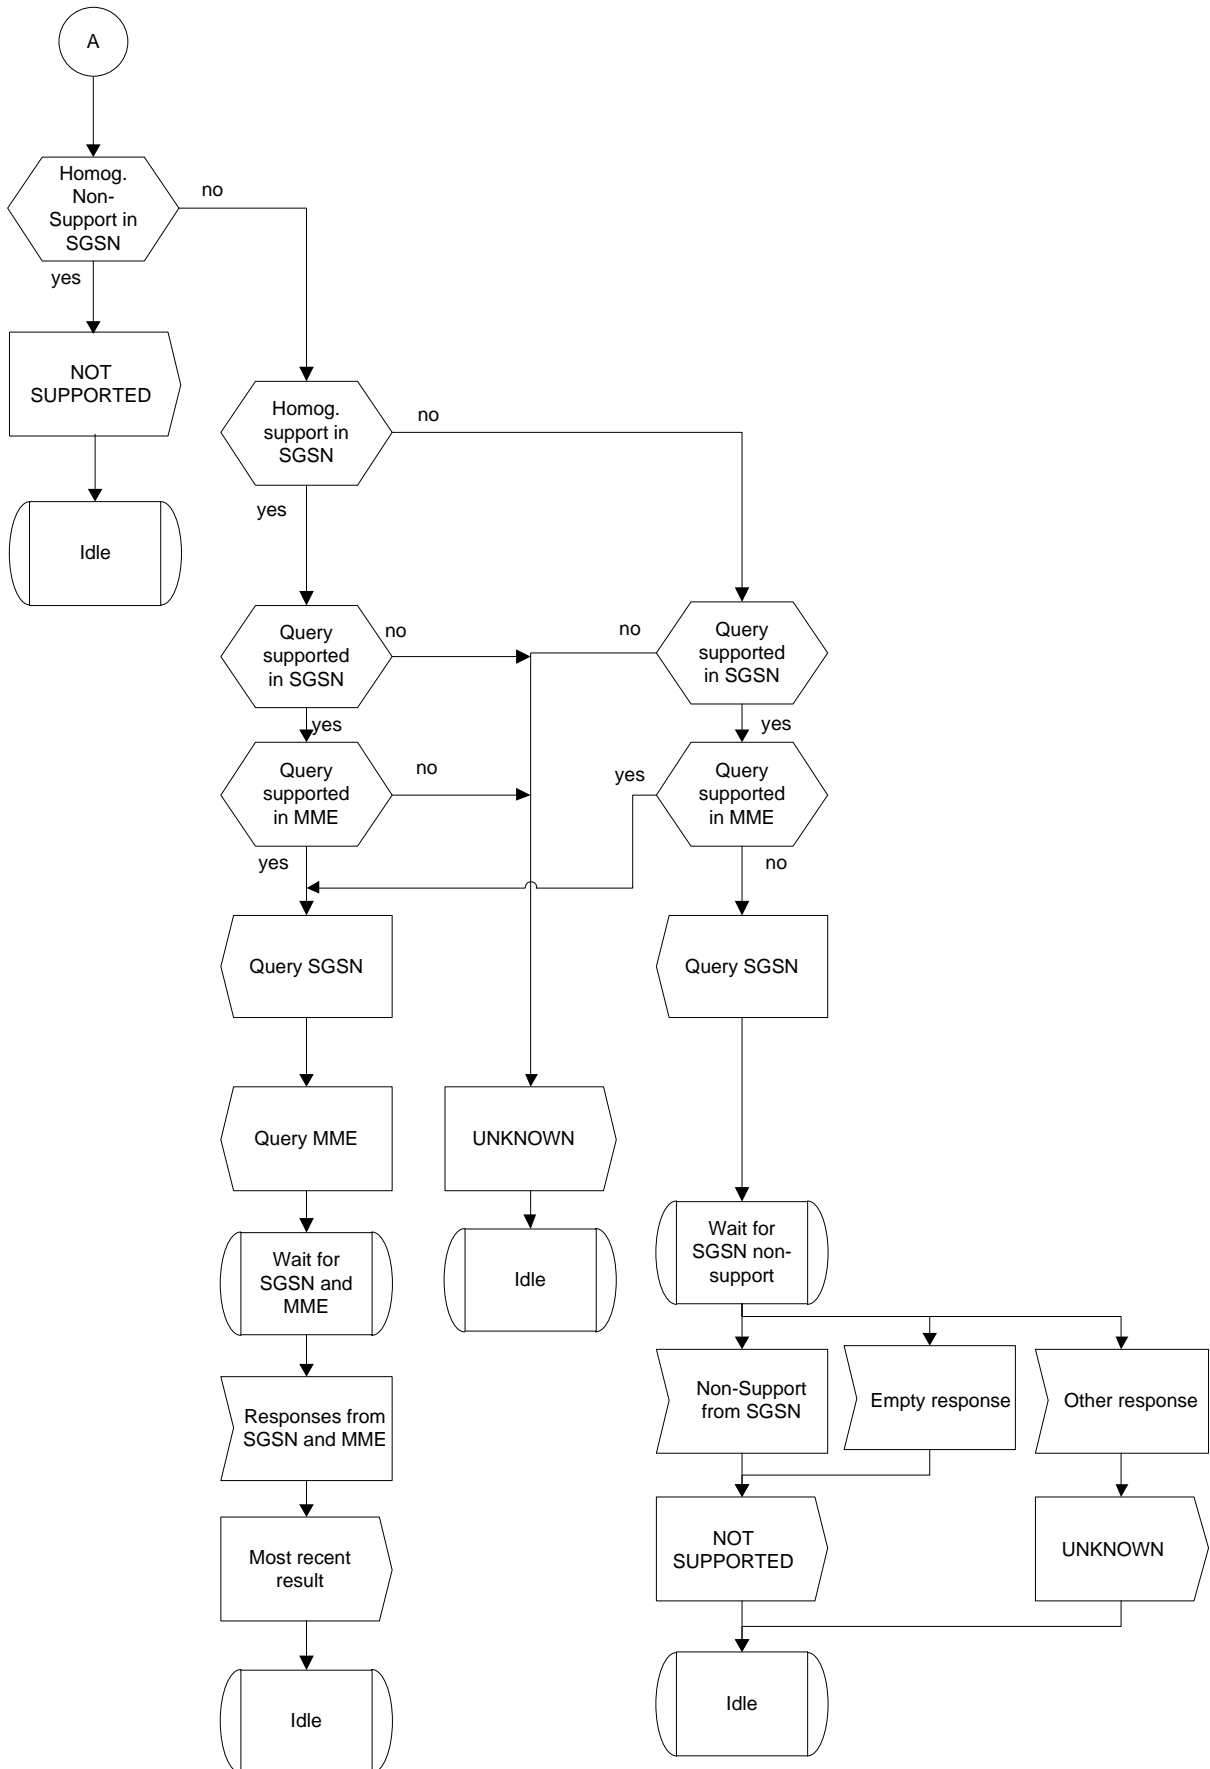 A
Homog.
Non-
Support in
SGSN
no
yes
NOT
SUPPORTED
Idle
Homog.
support in
SGSN
no
yes
Query
supported
in SGSN
no
yes
no
Query
supported
in SGSN
yes
Query
supported
in MME
no
yes
yes
Query
supported
in MME
no
Query SGSN
Query SGSN
Query MME
UNKNOWN
Wait for
SGSN and
MME
Idle
Wait for
SGSN non-
support
Responses from
SGSN and MME
Non-Support
from SGSN
Empty response
Other response
Most recent
result
NOT
SUPPORTED
UNKNOWN
Idle
Idle